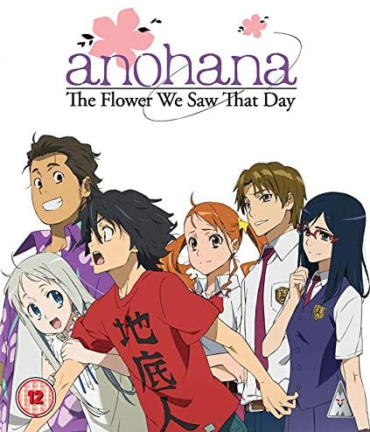 anohana
The Flower We Saw That Day
地
底
人
12